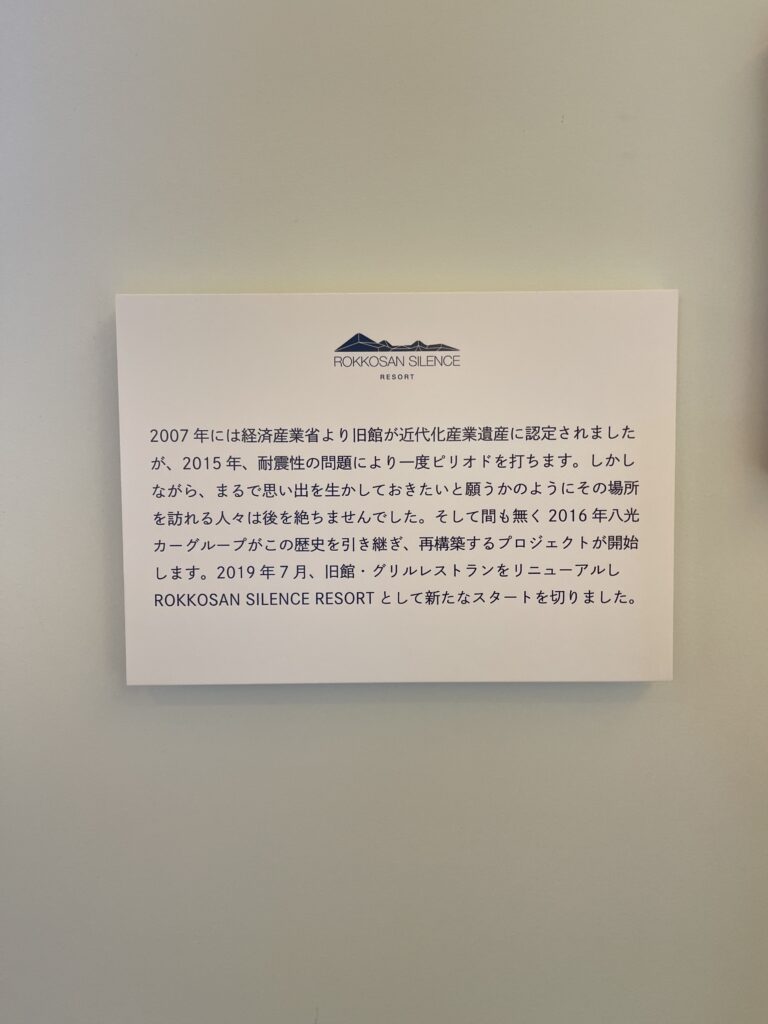 ROKKOSAN SILENCE
RESORT
2007 年には経済産業省より旧館が近代化産業遺産に認定されました
が、2015 年、耐震性の問題により一度ピリオドを打ちます。しかし
ながら、まるで思い出を生かしておきたいと願うかのようにその場所
を訪れる人々は後を絶ちませんでした。そして間も無く 2016 年八光
カーグループがこの歴史を引き継ぎ、再構築するプロジェクトが開始
します。2019 年 7 月、旧館・グリルレストランをリニューアルし
ROKKOSAN SILENCE RESORT として新たなスタートを切りました。